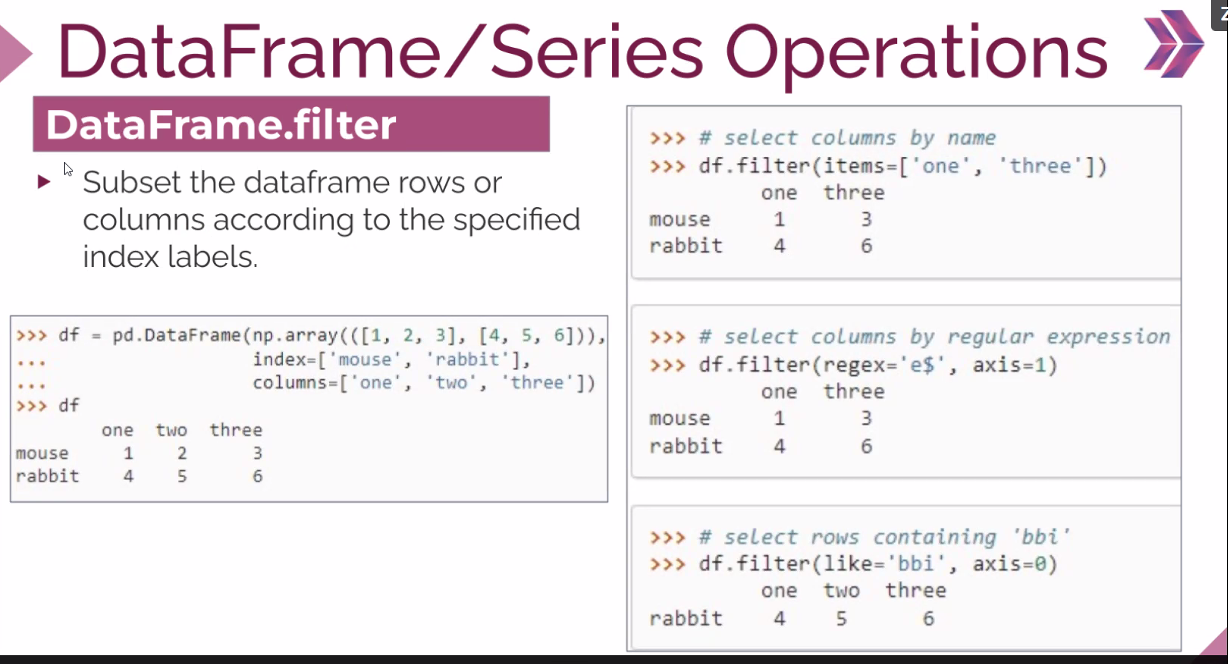 DataFrame/Series Operations
DataFrame.filter
Subset the dataframe rows or
columns according to the specified
index labels.
>>> df = pd.DataFrame(np.array(([1, 2, 3], [4, 5, 6])),
... index=['mouse', 'rabbit'],
... columns=['one', 'two', 'three'])
>>> df
one two three
mouse 1 2 3
rabbit 4 5 6
>>> # select columns by name
>>> df.filter(items=['one', 'three'])
one three
mouse 1 3
rabbit 4 6
>>> # select columns by regular expression
>>> df.filter(regex='e$', axis=1)
one three
mouse 1 3
rabbit 4 6
>>> # select rows containing 'bbi'
>>> df.filter(like='bbi', axis=0)
one two three
rabbit 4 5 6